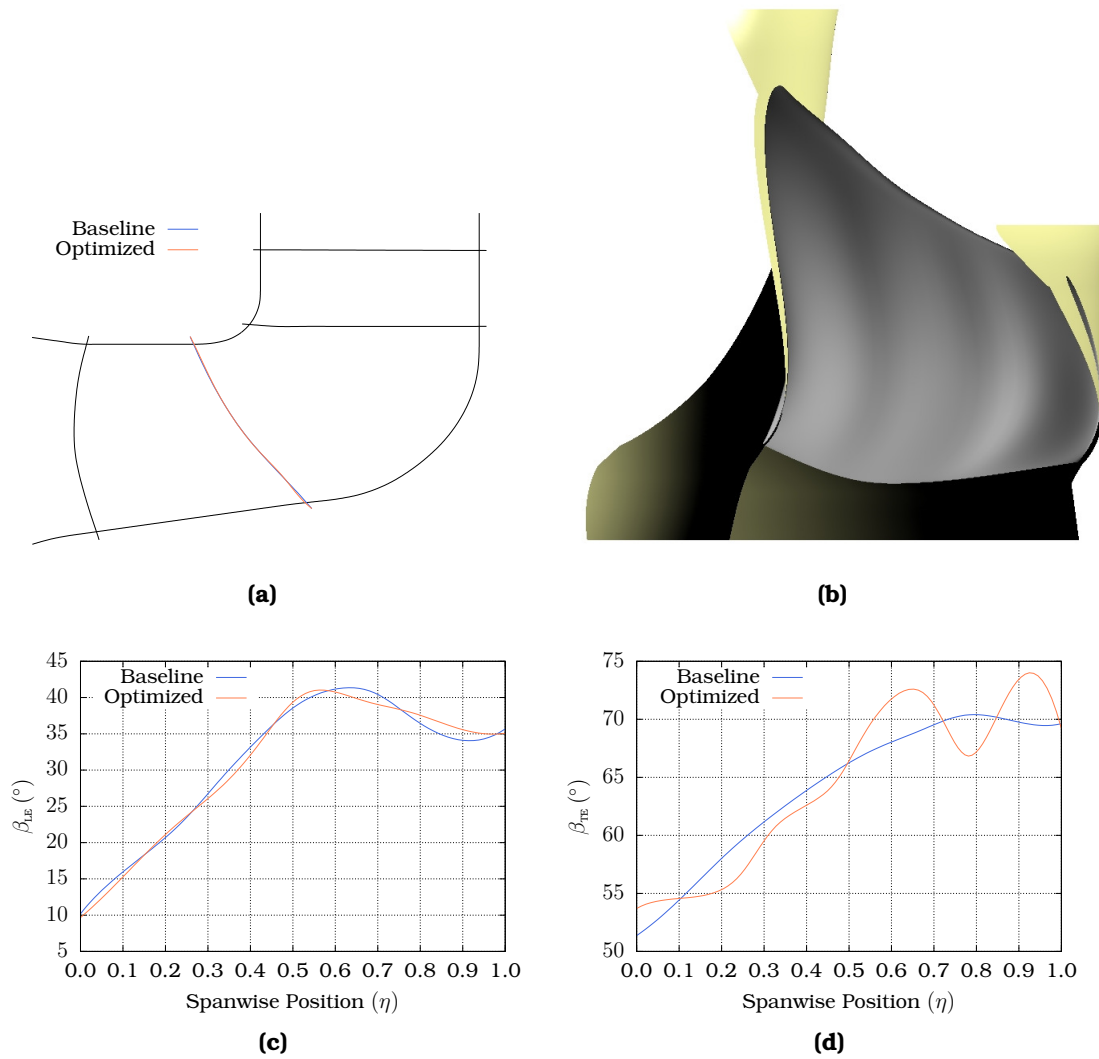 Baseline
Optimized
(a)
(b)
45
40
35
30
25
20
15
10
5
β_LE (°)
Baseline
Optimized
0.0 0.1 0.2 0.3 0.4 0.5 0.6 0.7 0.8 0.9 1.0
Spanwise Position (η)
(c)
75
70
65
60
55
50
β_TE (°)
Baseline
Optimized
0.0 0.1 0.2 0.3 0.4 0.5 0.6 0.7 0.8 0.9 1.0
Spanwise Position (η)
(d)